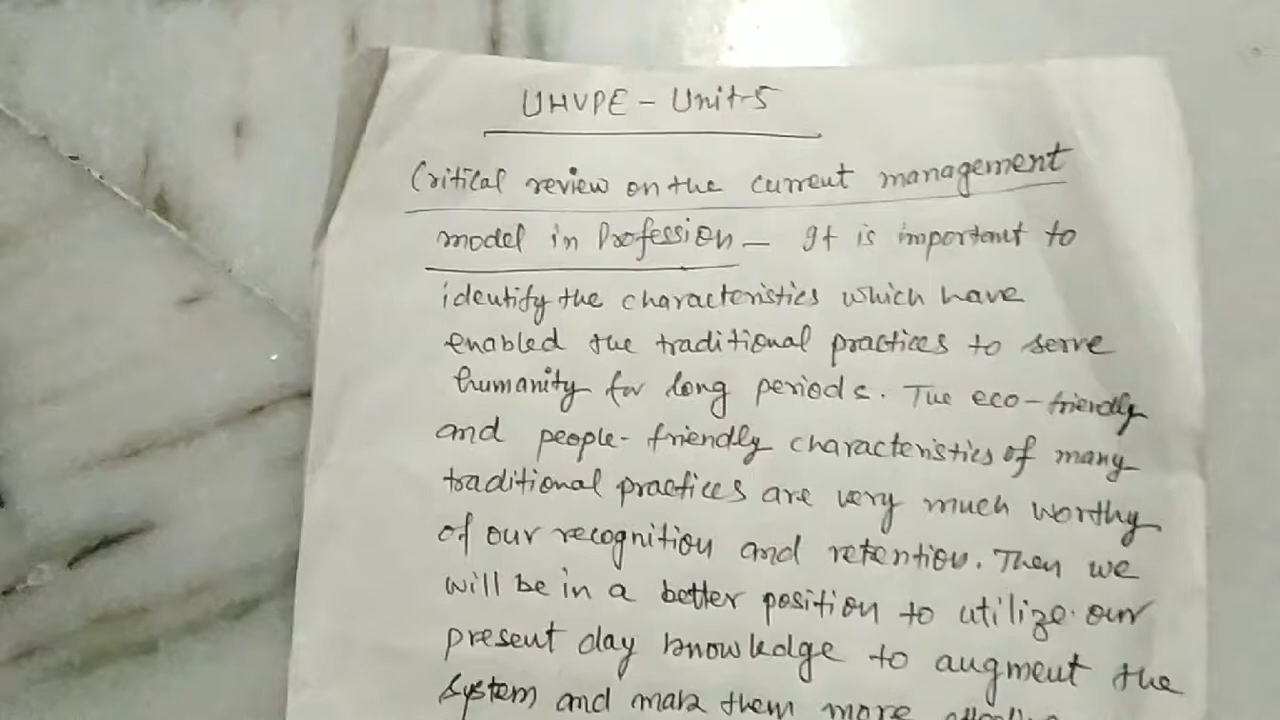 UHVPE - Unit-5
Critical review on the current management
model in Profession - It is important to
identify the characteristics which have
enabled the traditional practices to serve
humanity for long periods. The eco-friendly
and people-friendly characteristics of many
traditional practices are very much worthy
of our recognition and retention. Then we
will be in a better position to utilize our
present day knowledge to augment the
system and make them more